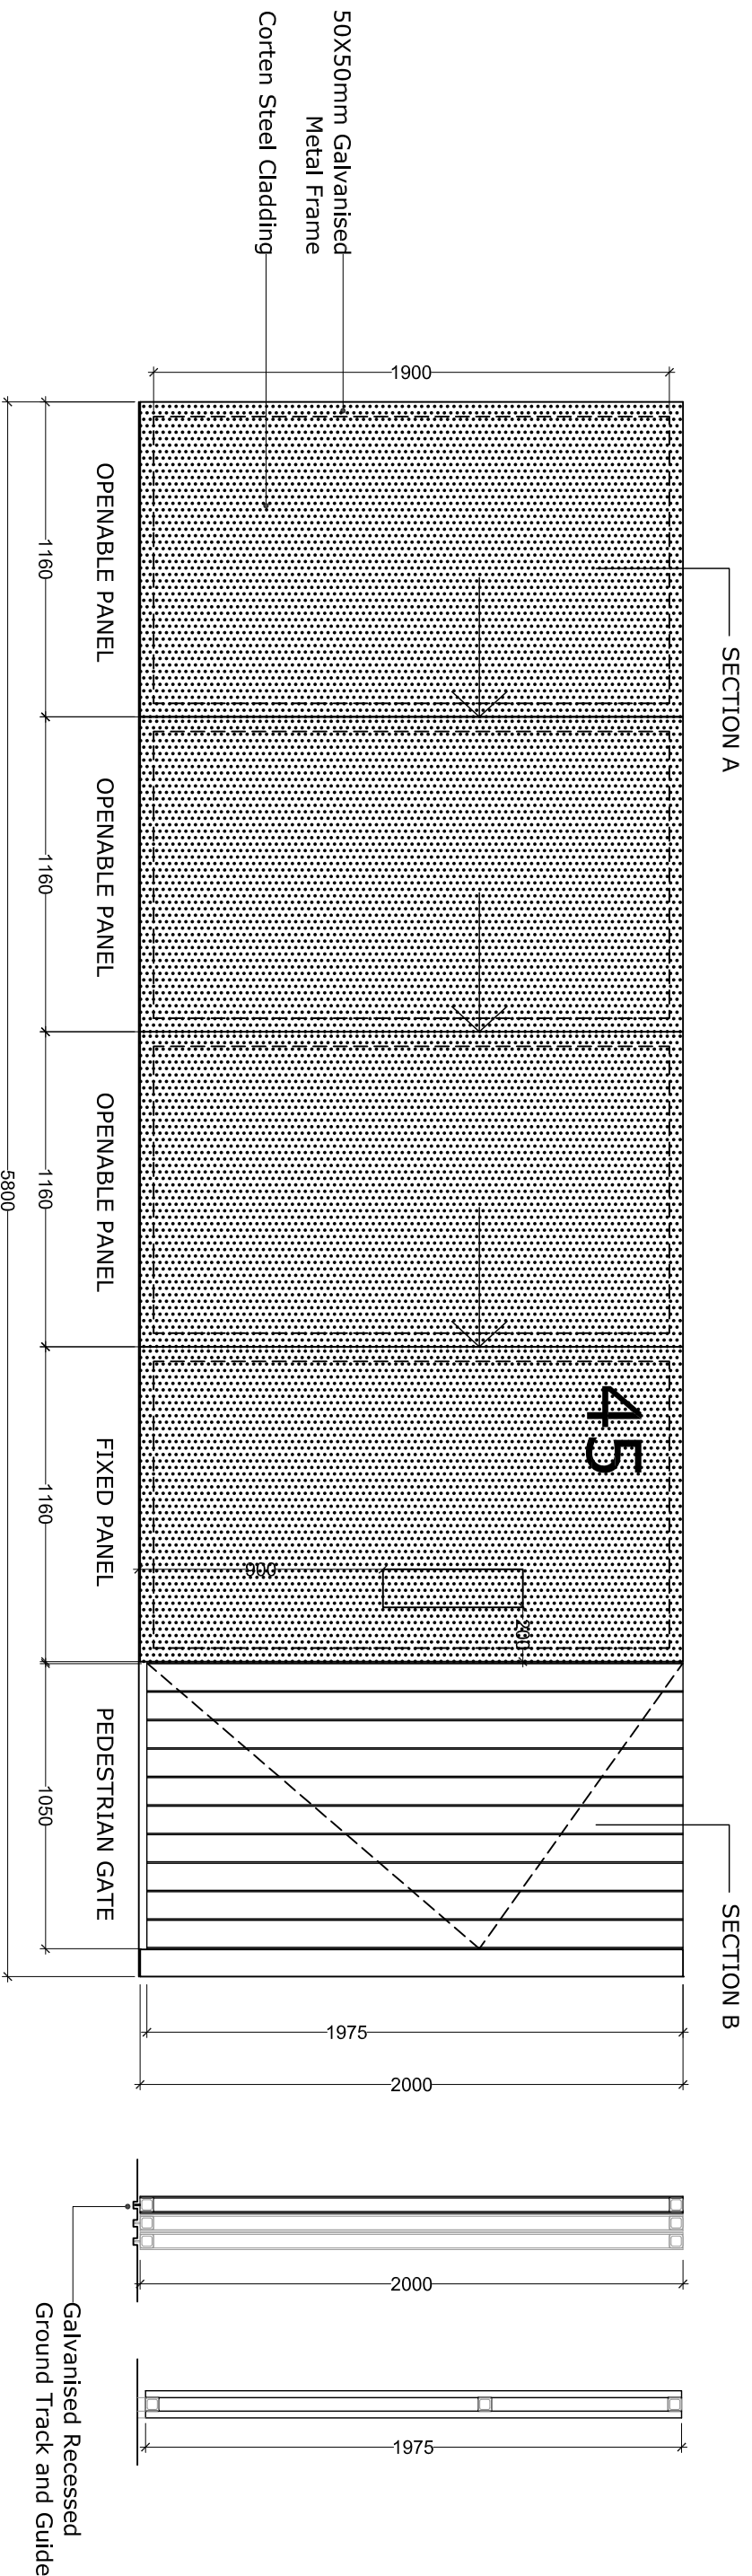 SECTION A
SECTION B
50X50mm Galvanised
Metal Frame
Corten Steel Cladding
1900
45
900
200
1975
2000
2000
1975
OPENABLE PANEL
OPENABLE PANEL
OPENABLE PANEL
FIXED PANEL
PEDESTRIAN GATE
1160
1160
1160
1160
1050
5800
Galvanised Recessed
Ground Track and Guide